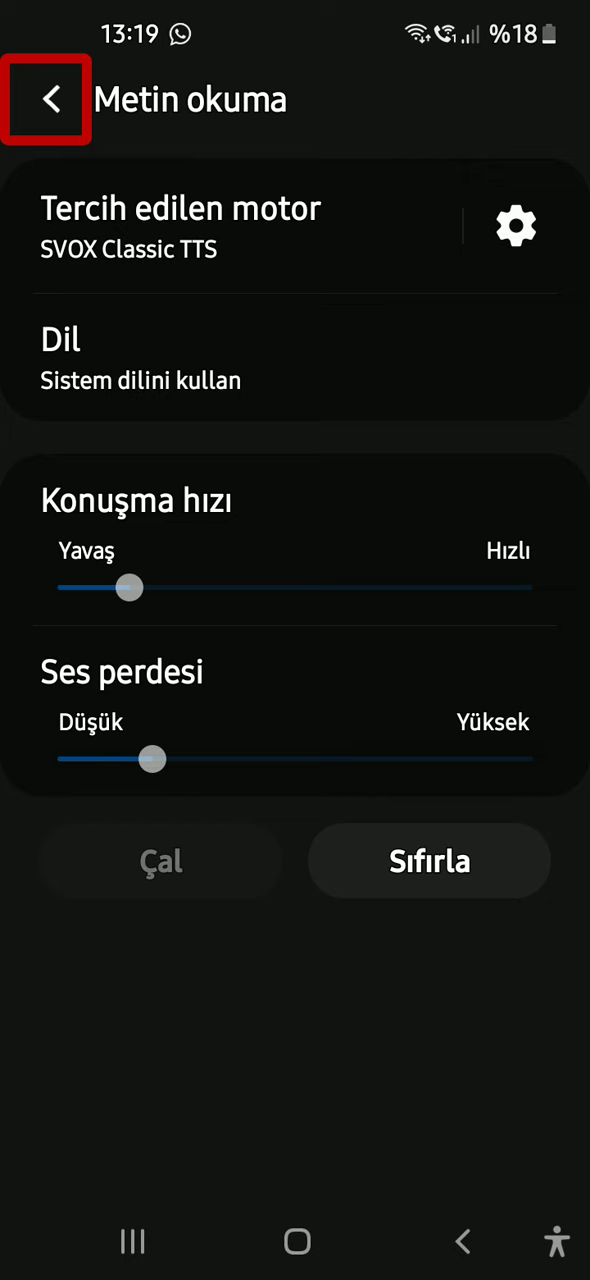 13:19 %18
Metin okuma
Tercih edilen motor
SVOX Classic TTS
Dil
Sistem dilini kullan
Konuşma hızı
Yavaş Hızlı
Ses perdesi
Düşük Yüksek
Çal Sıfırla